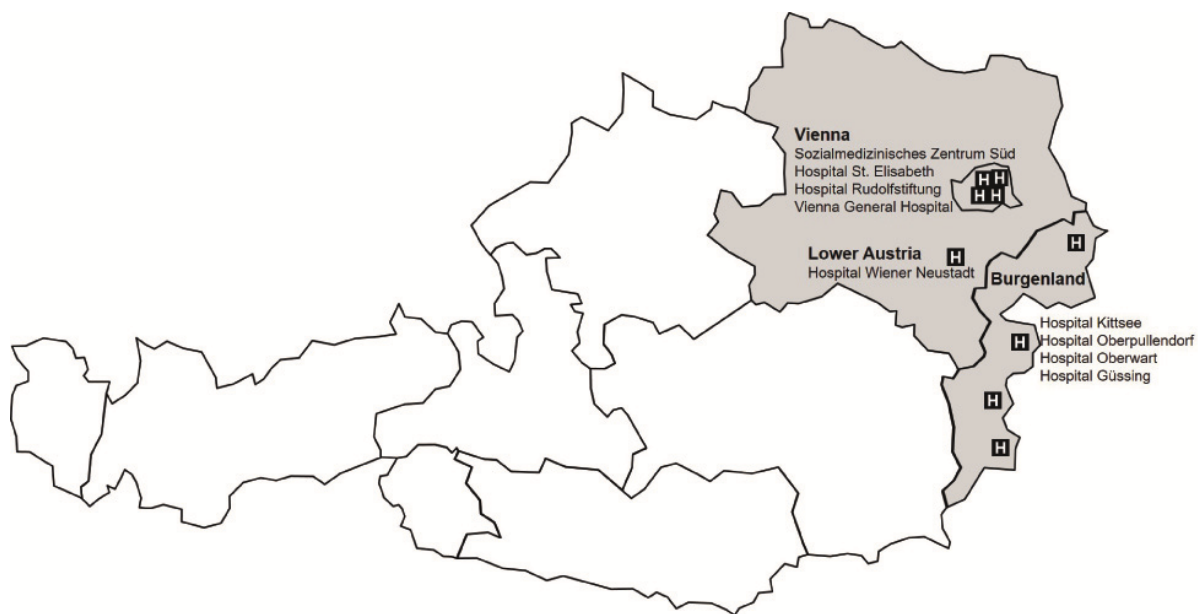 Vienna
Sozialmedizinisches Zentrum Süd
Hospital St. Elisabeth
Hospital Rudolfstiftung
Vienna General Hospital
H H
H H
Lower Austria
Hospital Wiener Neustadt
H
H
Burgenland
Hospital Kittsee
Hospital Oberpullendorf
Hospital Oberwart
Hospital Güssing
H
H
H